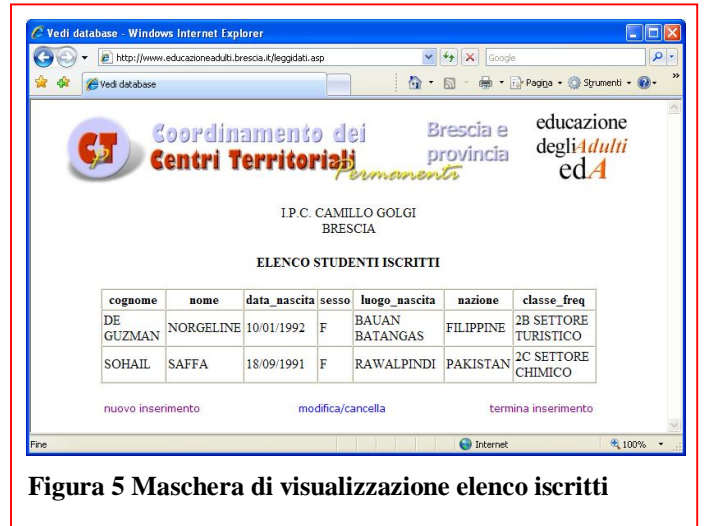 Vedi database - Windows Internet Explorer
http://www.educazioneadulti.brescia.it/leggidati.asp
Google
Vedi database
Pagina
Strumenti
Coordinamento dei
Centri Territoriali
Permanenti
Brescia e
provincia
educazione
degliAdulti
edA
I.P.C. CAMILLO GOLGI
BRESCIA
ELENCO STUDENTI ISCRITTI
cognome nome data_nascita sesso luogo_nascita nazione classe_freq
DE GUZMAN NORGELINE 10/01/1992 F BAUAN BATANGAS FILIPPINE 2B SETTORE TURISTICO
SOHAIL SAFFA 18/09/1991 F RAWALPINDI PAKISTAN 2C SETTORE CHIMICO
nuovo inserimento modifica/cancella termina inserimento
Fine Internet 100%
Figura 5 Maschera di visualizzazione elenco iscritti